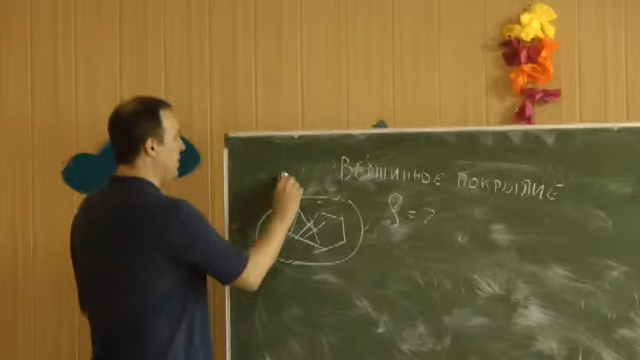 Вершинное покрытие
ρ = ?